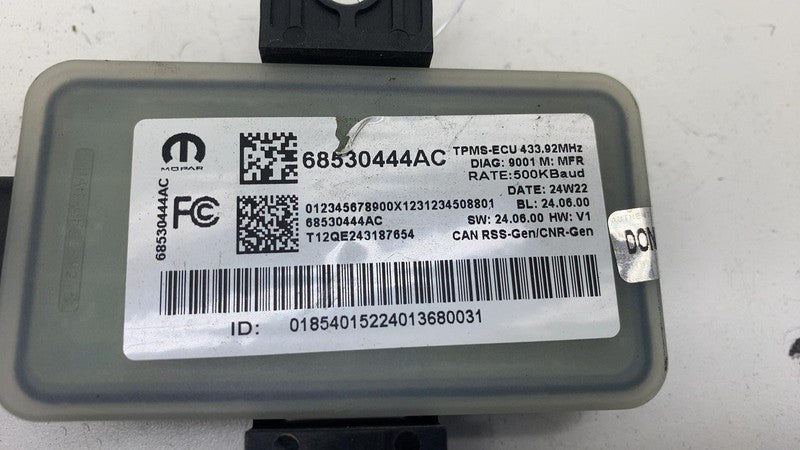 MOPAR
68530444AC
TPMS-ECU 433.92MHz
DIAG: 9001 M: MFR
RATE:500KBaud
DATE: 24W22
68530444AC
FC
012345678900X1231234508801
BL: 24.06.00
68530444AC
SW: 24.06.00 HW: V1
T12QE243187654
CAN RSS-Gen/CNR-Gen
DON
ID: 01854015224013680031